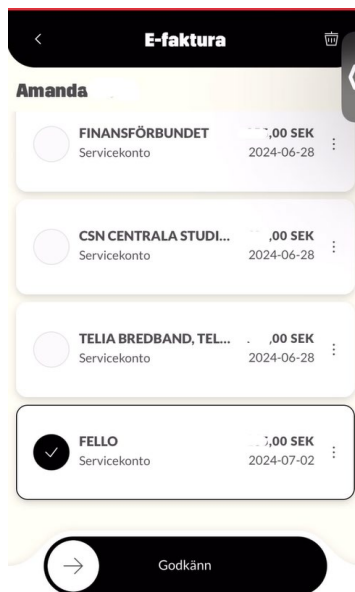 E-faktura
Amanda
FINANSFÖRBUNDET ,00 SEK
Servicekonto 2024-06-28
CSN CENTRALA STUDI... ,00 SEK
Servicekonto 2024-06-28
TELIA BREDBAND, TEL... ,00 SEK
Servicekonto 2024-06-28
FELLO ,00 SEK
Servicekonto 2024-07-02
Godkänn